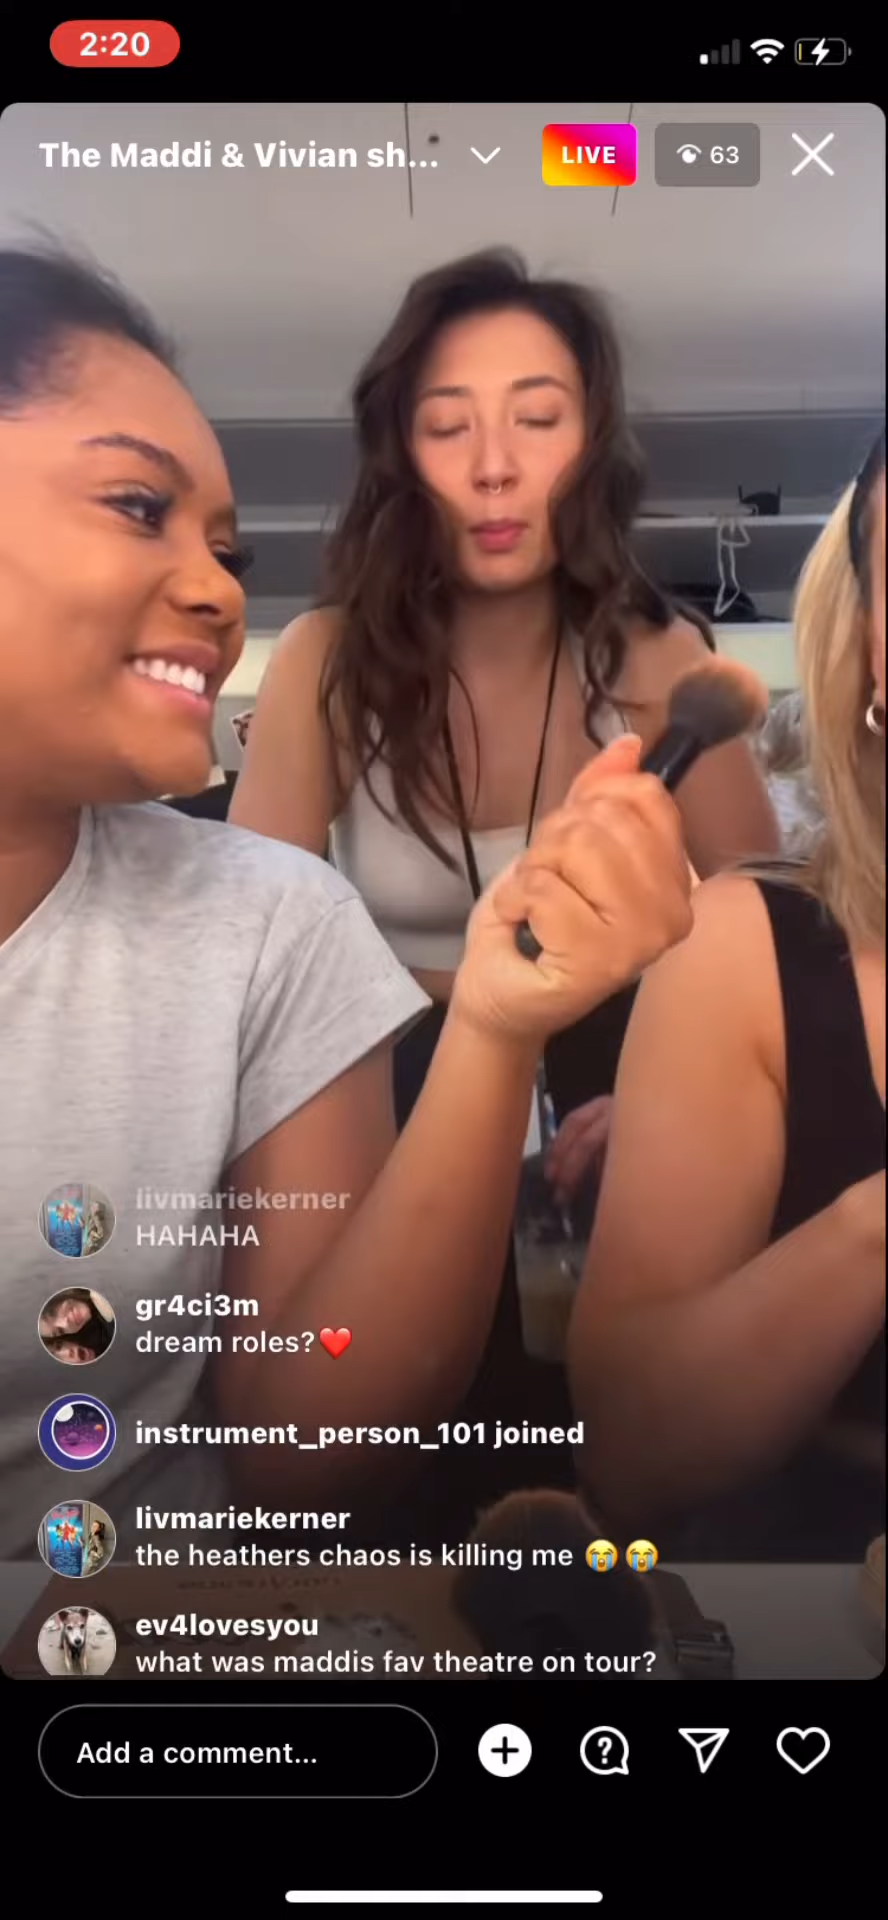 2:20
The Maddi & Vivian sh...
LIVE
63
livmariekerner
HAHAHA
gr4ci3m
dream roles?❤️
instrument_person_101 joined
livmariekerner
the heathers chaos is killing me 😭😭
ev4lovesyou
what was maddis fav theatre on tour?
Add a comment...